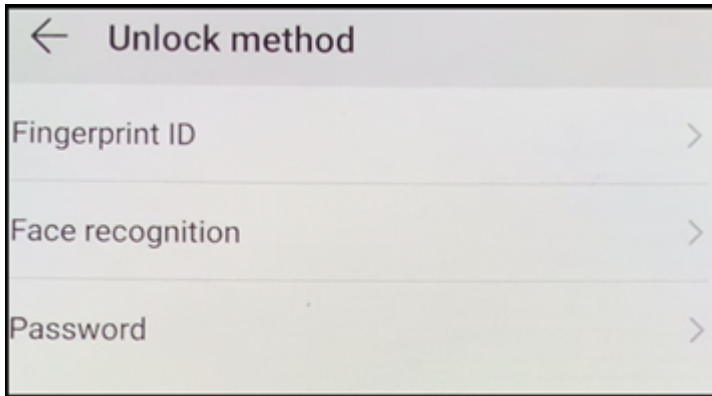 Unlock method
Fingerprint ID
Face recognition
Password